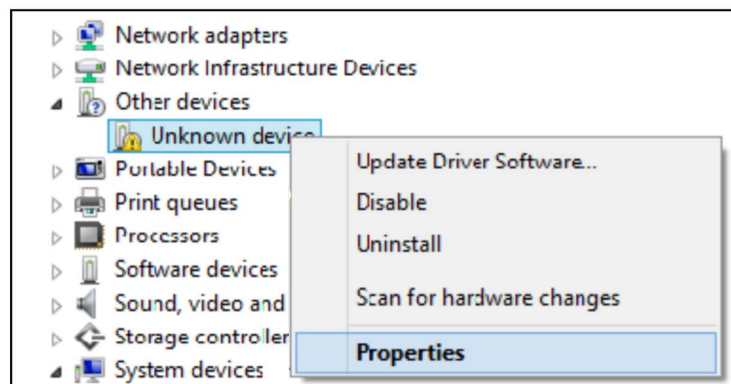 Network adapters
Network Infrastructure Devices
Other devices
Unknown device
Portable Devices
Print queues
Processors
Software devices
Sound, video and
Storage controller
System devices
Update Driver Software...
Disable
Uninstall
Scan for hardware changes
Properties